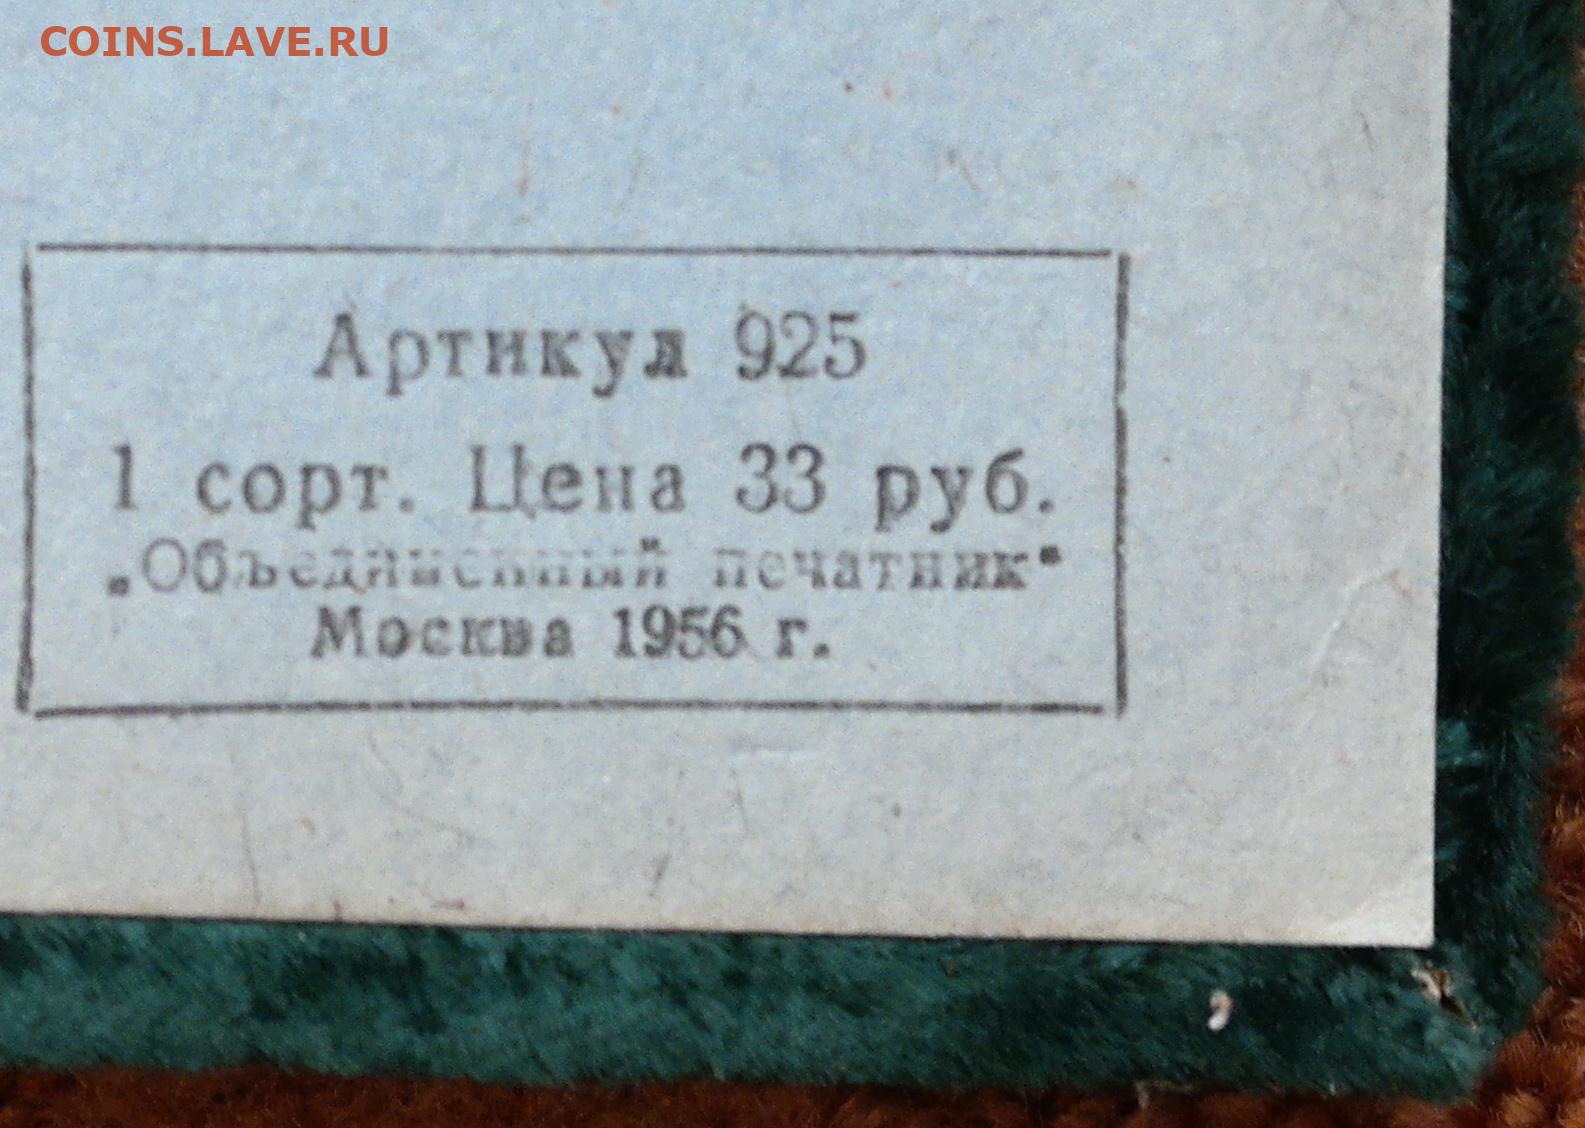 COINS.LAVE.RU
Артикул 925
1 сорт. Цена 33 руб.
„Объединенный печатник“
Москва 1956 г.